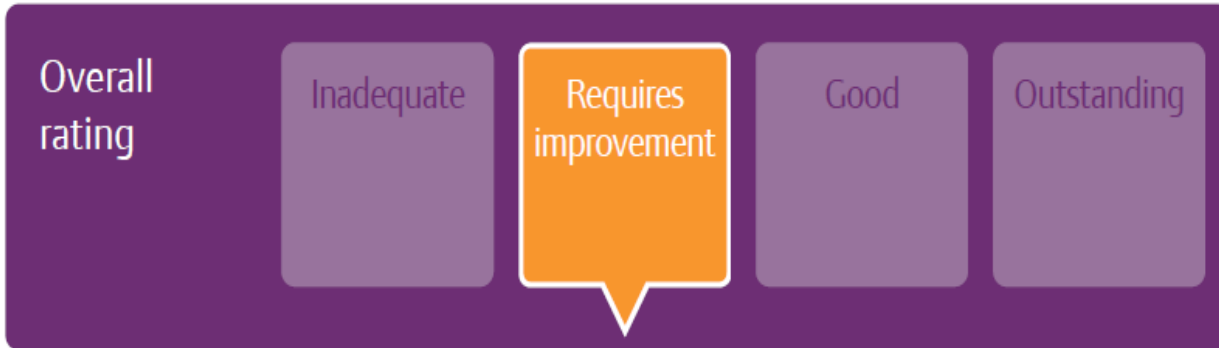 Overall
rating
Inadequate
Requires
improvement
Good
Outstanding